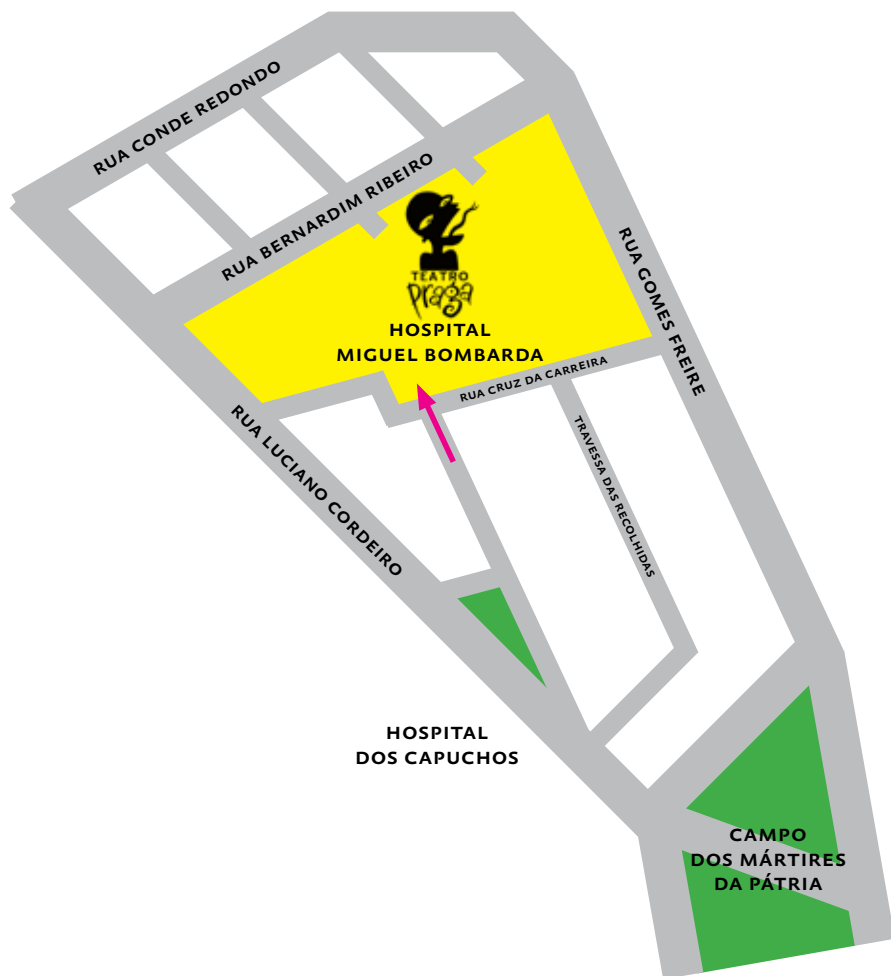 RUA CONDE REDONDO
RUA BERNARDIM RIBEIRO
TEATRO
praga
HOSPITAL
MIGUEL BOMBARDA
RUA GOMES FREIRE
RUA CRUZ DA CARREIRA
RUA LUCIANO CORDEIRO
TRAVESSA DAS RECOLHIDAS
HOSPITAL
DOS CAPUCHOS
CAMPO
DOS MÁRTIRES
DA PÁTRIA